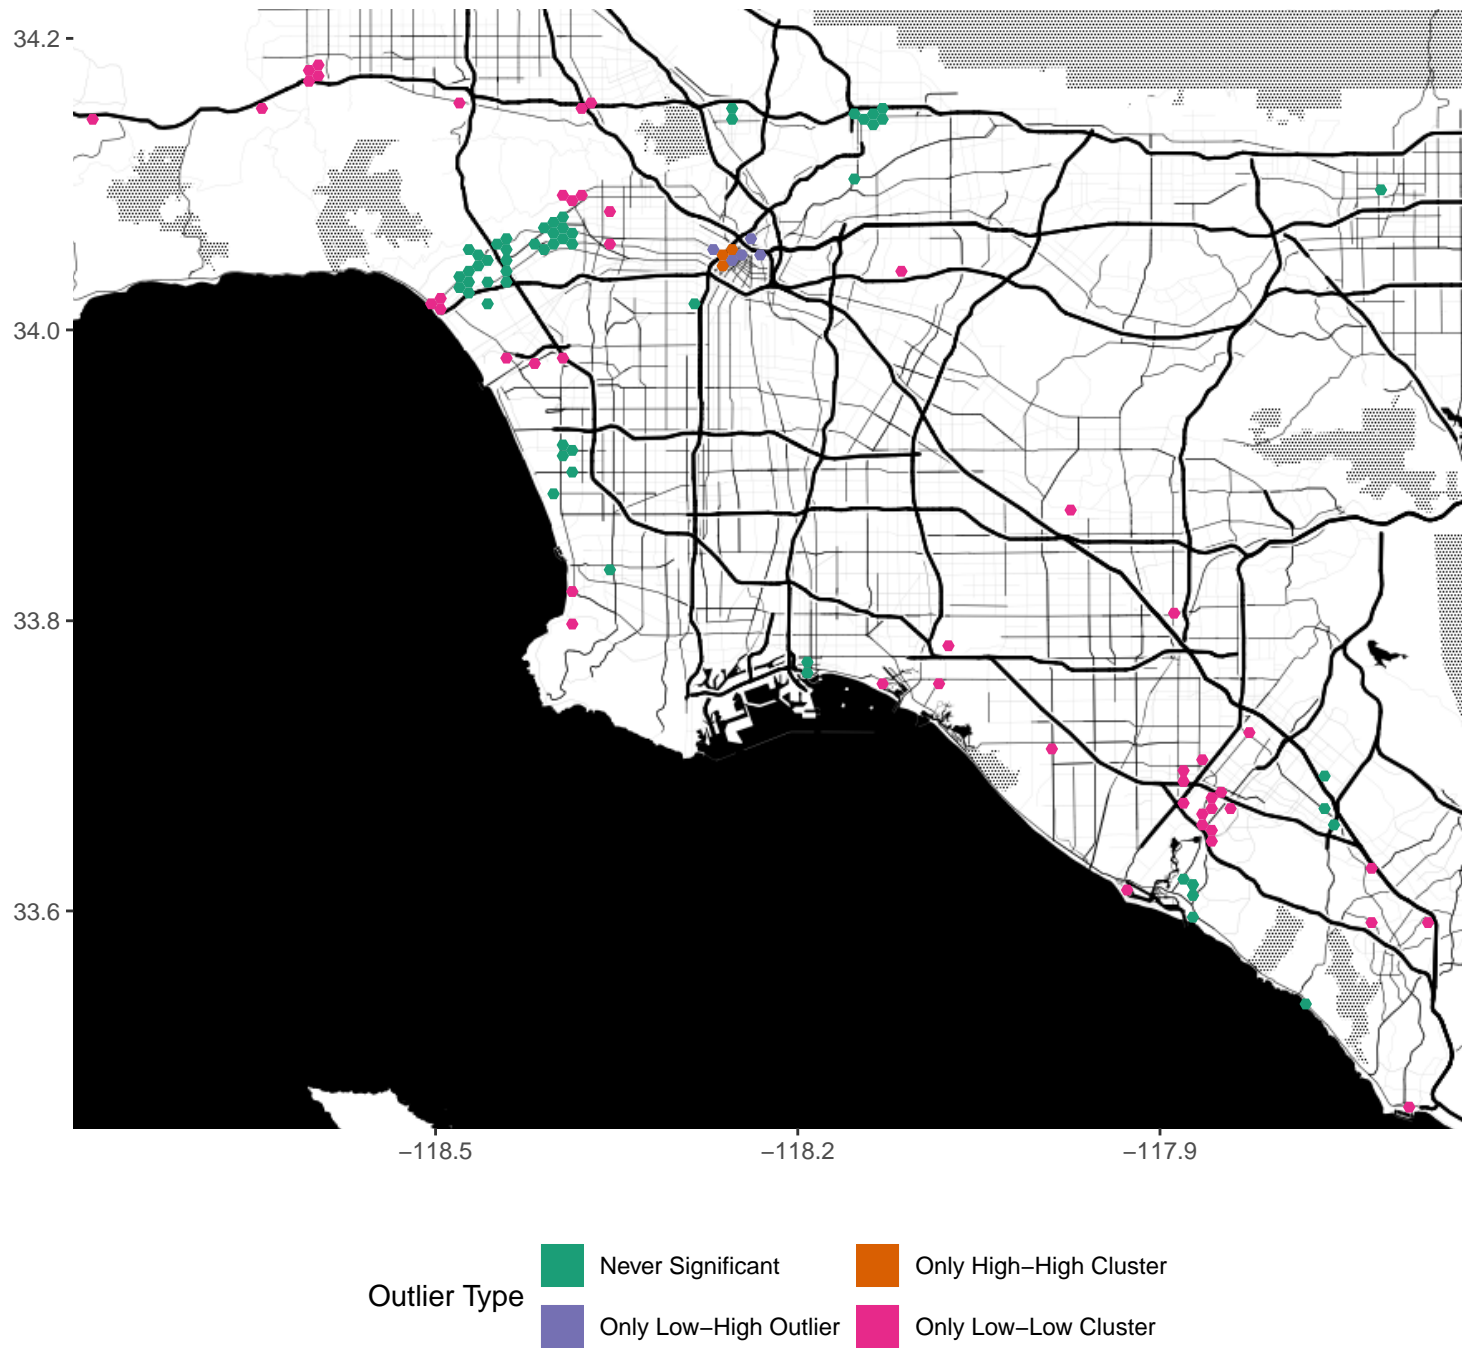 34.2
34.0
33.8
33.6
−118.5
−118.2
−117.9
Outlier Type
Never Significant
Only High−High Cluster
Only Low−High Outlier
Only Low−Low Cluster